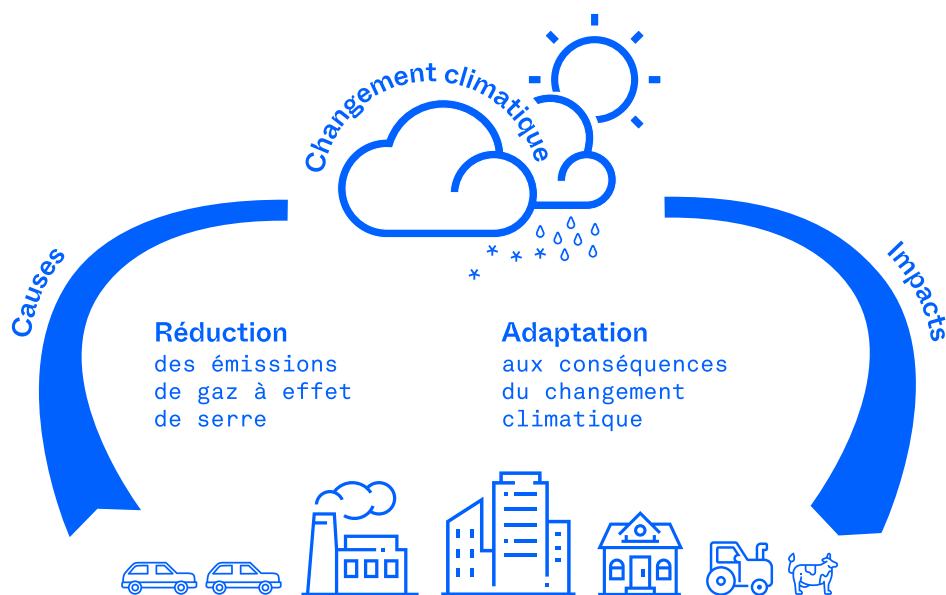 Changement climatique
Causes
Impacts
Réduction
des émissions
de gaz à effet
de serre
Adaptation
aux conséquences
du changement
climatique